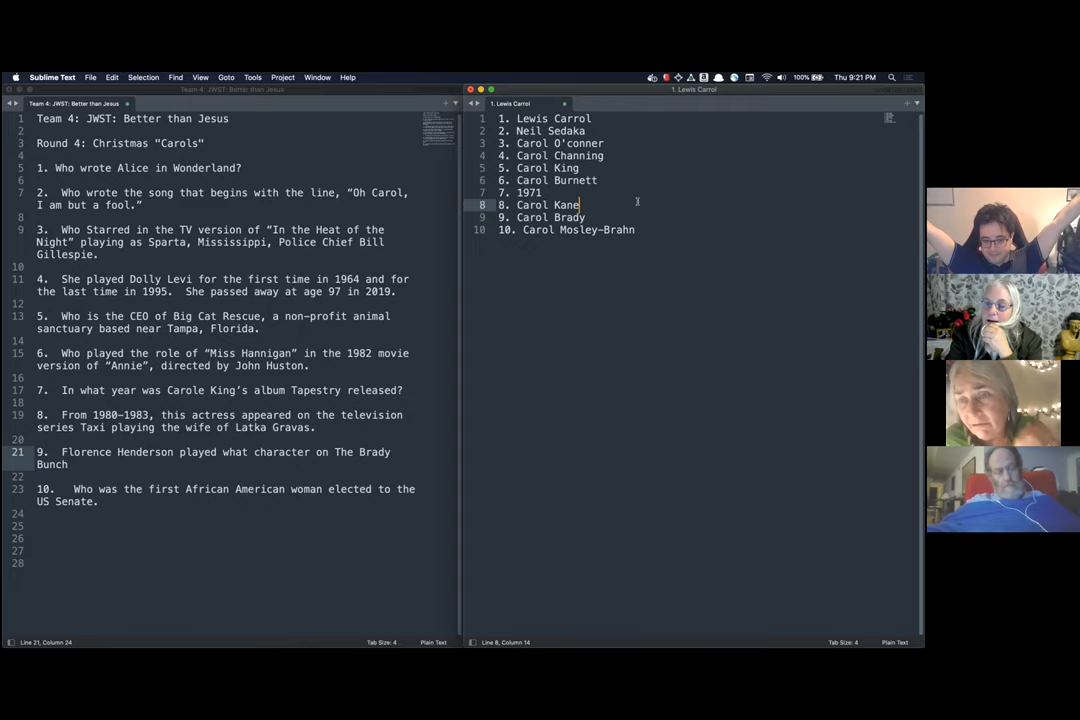 Sublime Text File Edit Selection Find View Goto Tools Project Window Help 100% Thu 9:21 PM
Team 4: JWST: Better than Jesus
1. Lewis Carrol
Team 4: JWST: Better than Jesus
1. Lewis Carrol
1 Team 4: JWST: Better than Jesus
2
3 Round 4: Christmas "Carols"
4
5 1. Who wrote Alice in Wonderland?
6
7 2. Who wrote the song that begins with the line, “Oh Carol,
I am but a fool.”
8
9 3. Who Starred in the TV version of “In the Heat of the
Night” playing as Sparta, Mississippi, Police Chief Bill
Gillespie.
10
11 4. She played Dolly Levi for the first time in 1964 and for
the last time in 1995. She passed away at age 97 in 2019.
12
13 5. Who is the CEO of Big Cat Rescue, a non-profit animal
sanctuary based near Tampa, Florida.
14
15 6. Who played the role of “Miss Hannigan” in the 1982 movie
version of “Annie”, directed by John Huston.
16
17 7. In what year was Carole King’s album Tapestry released?
18
19 8. From 1980-1983, this actress appeared on the television
series Taxi playing the wife of Latka Gravas.
20
21 9. Florence Henderson played what character on The Brady
Bunch
22
23 10. Who was the first African American woman elected to the
US Senate.
24
25
26
27
28
1 1. Lewis Carrol
2 2. Neil Sedaka
3 3. Carol O'conner
4 4. Carol Channing
5 5. Carol King
6 6. Carol Burnett
7 7. 1971
8 8. Carol Kane
9 9. Carol Brady
10 10. Carol Mosley-Brahn
Line 21, Column 24 Tab Size: 4 Plain Text
Line 8, Column 14 Tab Size: 4 Plain Text